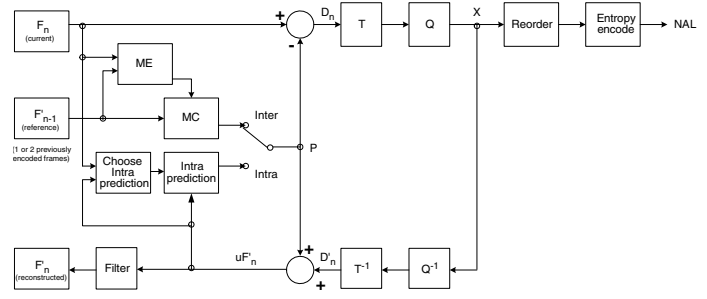 Fn
(current)
+
Dn
T
Q
X
Reorder
Entropy
encode
NAL
-
ME
F'n-1
(reference)
(1 or 2 previously
encoded frames)
MC
Inter
P
Choose
Intra
prediction
Intra
prediction
Intra
F'n
(reconstructed)
Filter
uF'n
+
+
D'n
T-1
Q-1